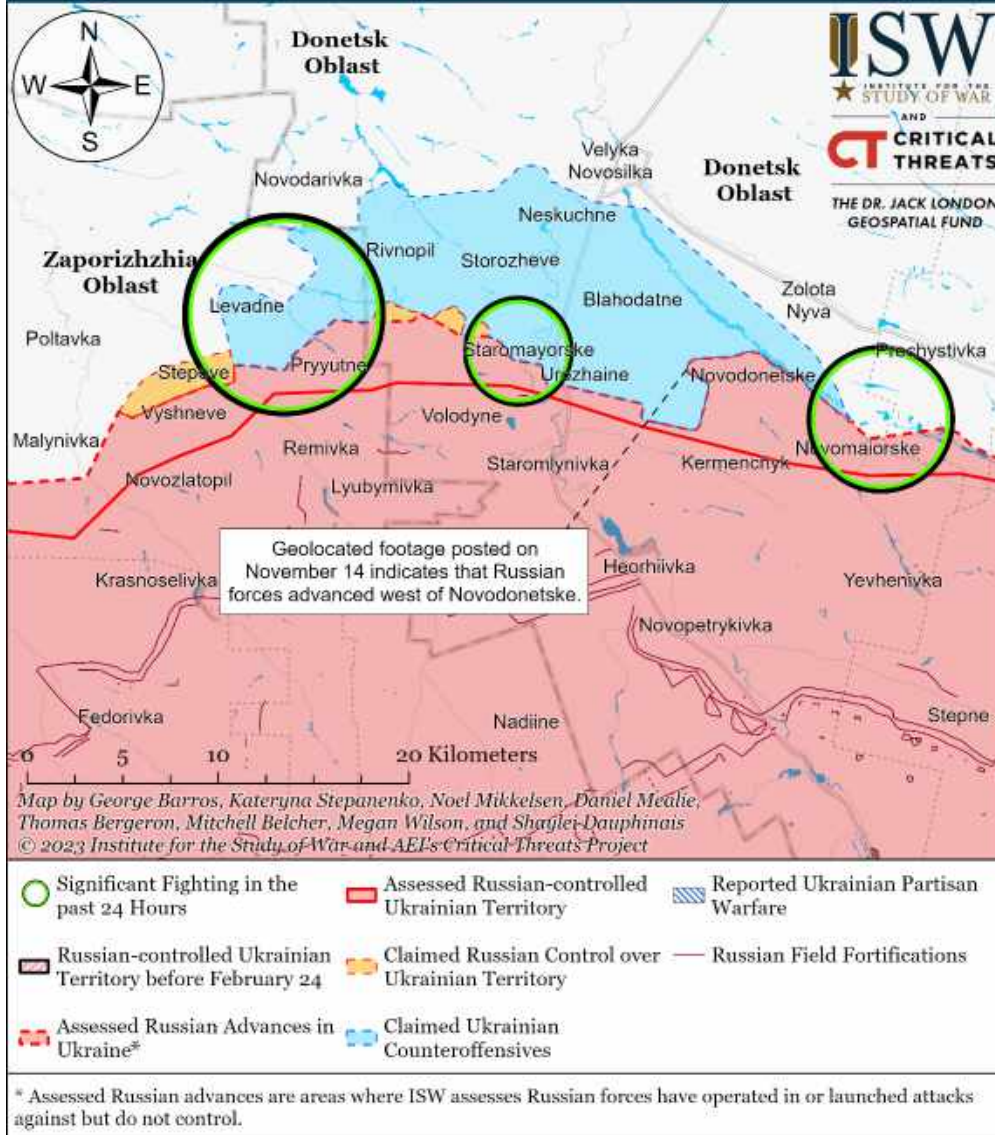 N
W E
S
Donetsk
Oblast
ISW
INSTITUTE FOR THE
STUDY OF WAR
AND
CT CRITICAL
THREATS
THE DR. JACK LONDON
GEOSPATIAL FUND
Velyka
Novosilka
Donetsk
Oblast
Novodarivka
Neskuchne
Rivnopil
Storozheve
Zaporizhzhia
Oblast
Levadne
Blahodatne
Zolota
Nyva
Poltavka
Prechystivka
Staromayorske
Stepove
Pryyutne
Urozhaine
Novodonetske
Vyshneve
Volodyne
Malynivka
Remivka
Staromlynivka
Kermenchyk
Novomaiorske
Novozlatopil
Lyubymivka
Geolocated footage posted on
November 14 indicates that Russian
forces advanced west of Novodonetske.
Krasnoselivka
Heorhiivka
Yevhenivka
Novopetrykivka
Fedorivka
Nadiine
Stepne
0 5 10 20 Kilometers
Map by George Barros, Kateryna Stepanenko, Noel Mikkelsen, Daniel Mealie,
Thomas Bergeron, Mitchell Belcher, Megan Wilson, and Shaylei Dauphinais
© 2023 Institute for the Study of War and AEI's Critical Threats Project
Significant Fighting in the
past 24 Hours
Assessed Russian-controlled
Ukrainian Territory
Reported Ukrainian Partisan
Warfare
Russian-controlled Ukrainian
Territory before February 24
Claimed Russian Control over
Ukrainian Territory
Russian Field Fortifications
Assessed Russian Advances in
Ukraine*
Claimed Ukrainian
Counteroffensives
* Assessed Russian advances are areas where ISW assesses Russian forces have operated in or launched attacks
against but do not control.